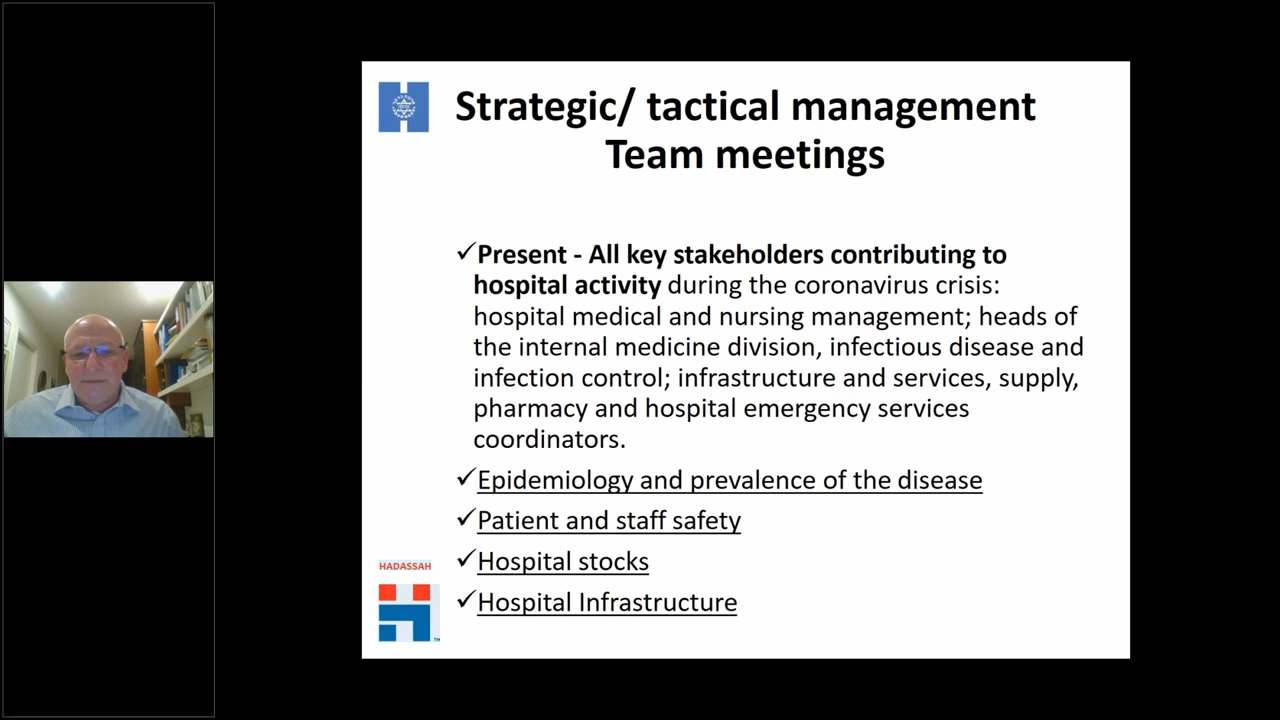 Strategic/ tactical management
Team meetings
✓Present - All key stakeholders contributing to
hospital activity during the coronavirus crisis:
hospital medical and nursing management; heads of
the internal medicine division, infectious disease and
infection control; infrastructure and services, supply,
pharmacy and hospital emergency services
coordinators.
✓Epidemiology and prevalence of the disease
✓Patient and staff safety
✓Hospital stocks
✓Hospital Infrastructure
HADASSAH
TM